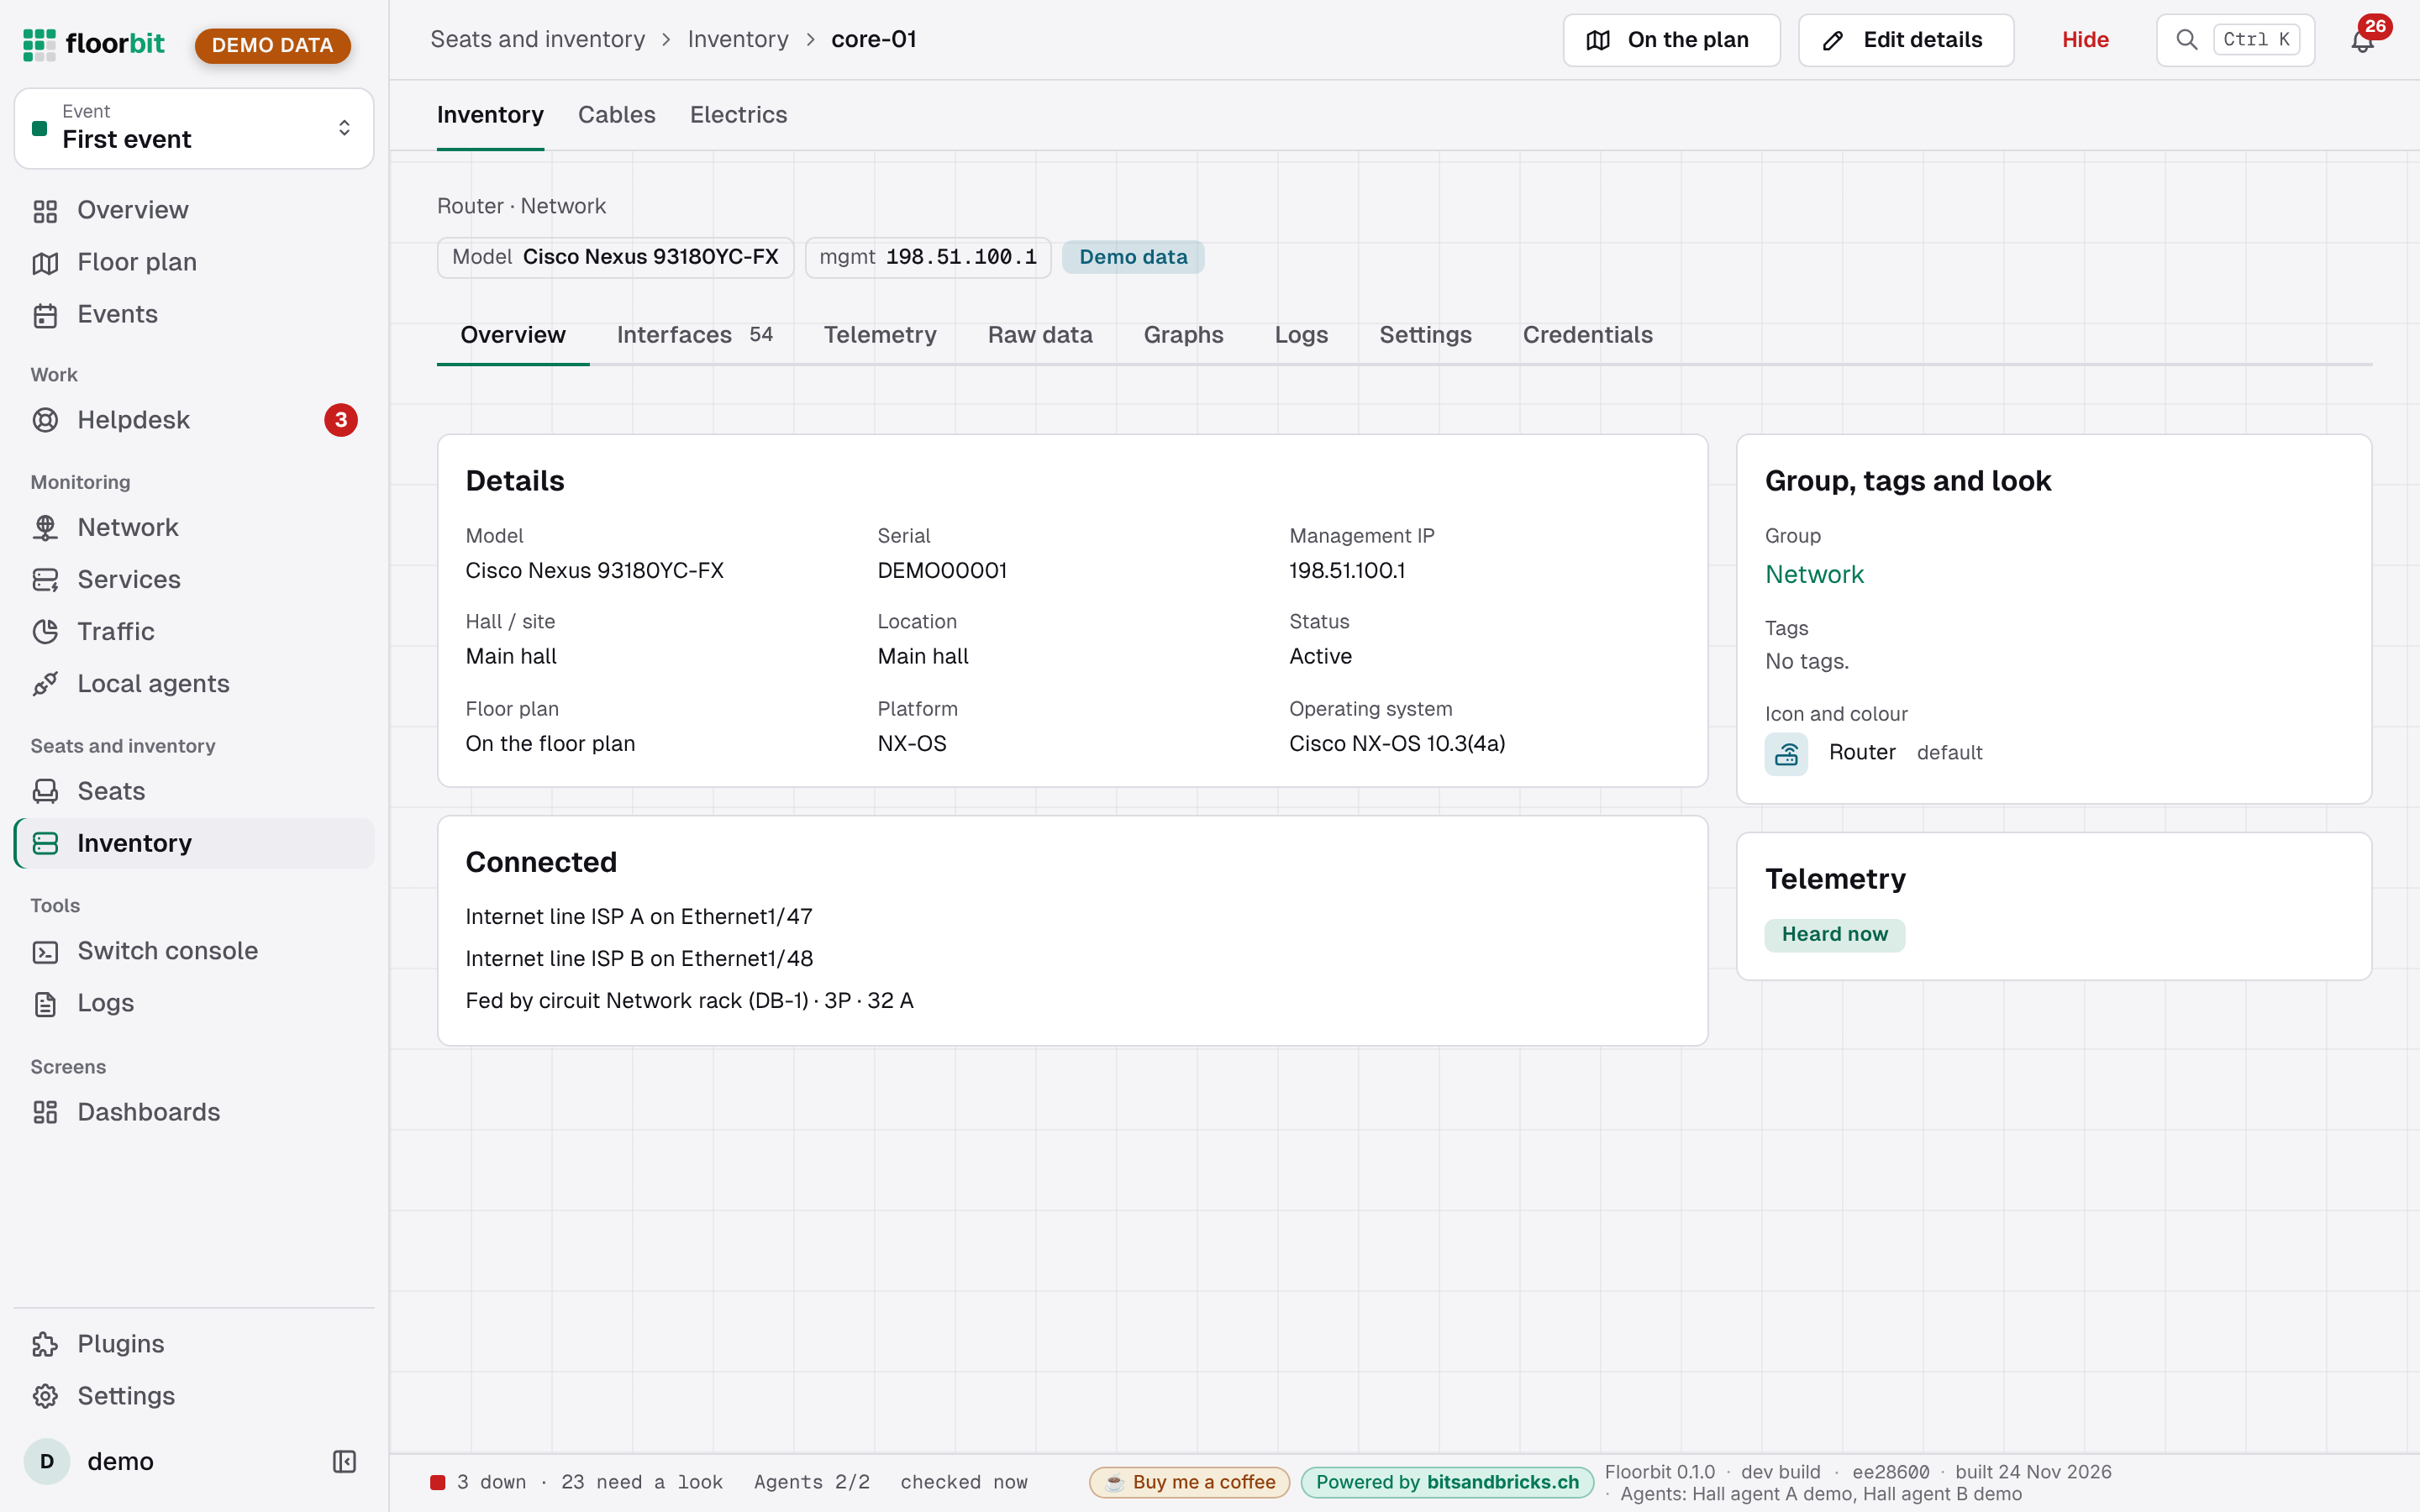 floorbit
DEMO DATA
Event
First event
Overview
Floor plan
Events
Work
Helpdesk 3
Monitoring
Network
Services
Traffic
Local agents
Seats and inventory
Seats
Inventory
Tools
Switch console
Logs
Screens
Dashboards
Plugins
Settings
D demo
Seats and inventory > Inventory > core-01
On the plan
Edit details
Hide
Ctrl K
26
Inventory Cables Electrics
Router · Network
Model Cisco Nexus 93180YC-FX
mgmt 198.51.100.1
Demo data
Overview Interfaces 54 Telemetry Raw data Graphs Logs Settings Credentials
Details
Model Serial Management IP
Cisco Nexus 93180YC-FX DEMO00001 198.51.100.1
Hall / site Location Status
Main hall Main hall Active
Floor plan Platform Operating system
On the floor plan NX-OS Cisco NX-OS 10.3(4a)
Connected
Internet line ISP A on Ethernet1/47
Internet line ISP B on Ethernet1/48
Fed by circuit Network rack (DB-1) · 3P · 32 A
Group, tags and look
Group
Network
Tags
No tags.
Icon and colour
Router default
Telemetry
Heard now
3 down · 23 need a look Agents 2/2 checked now
Buy me a coffee
Powered by bitsandbricks.ch
Floorbit 0.1.0 · dev build · ee28600 · built 24 Nov 2026
· Agents: Hall agent A demo, Hall agent B demo